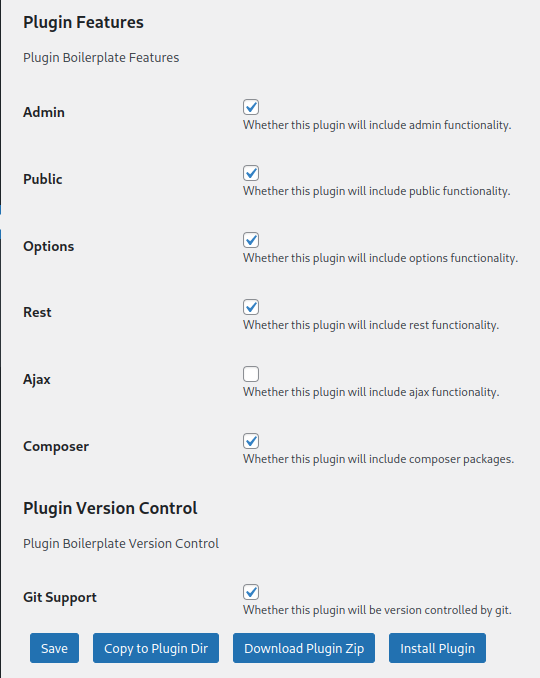 Plugin Features
Plugin Boilerplate Features
Admin
Whether this plugin will include admin functionality.
Public
Whether this plugin will include public functionality.
Options
Whether this plugin will include options functionality.
Rest
Whether this plugin will include rest functionality.
Ajax
Whether this plugin will include ajax functionality.
Composer
Whether this plugin will include composer packages.
Plugin Version Control
Plugin Boilerplate Version Control
Git Support
Whether this plugin will be version controlled by git.
Save Copy to Plugin Dir Download Plugin Zip Install Plugin